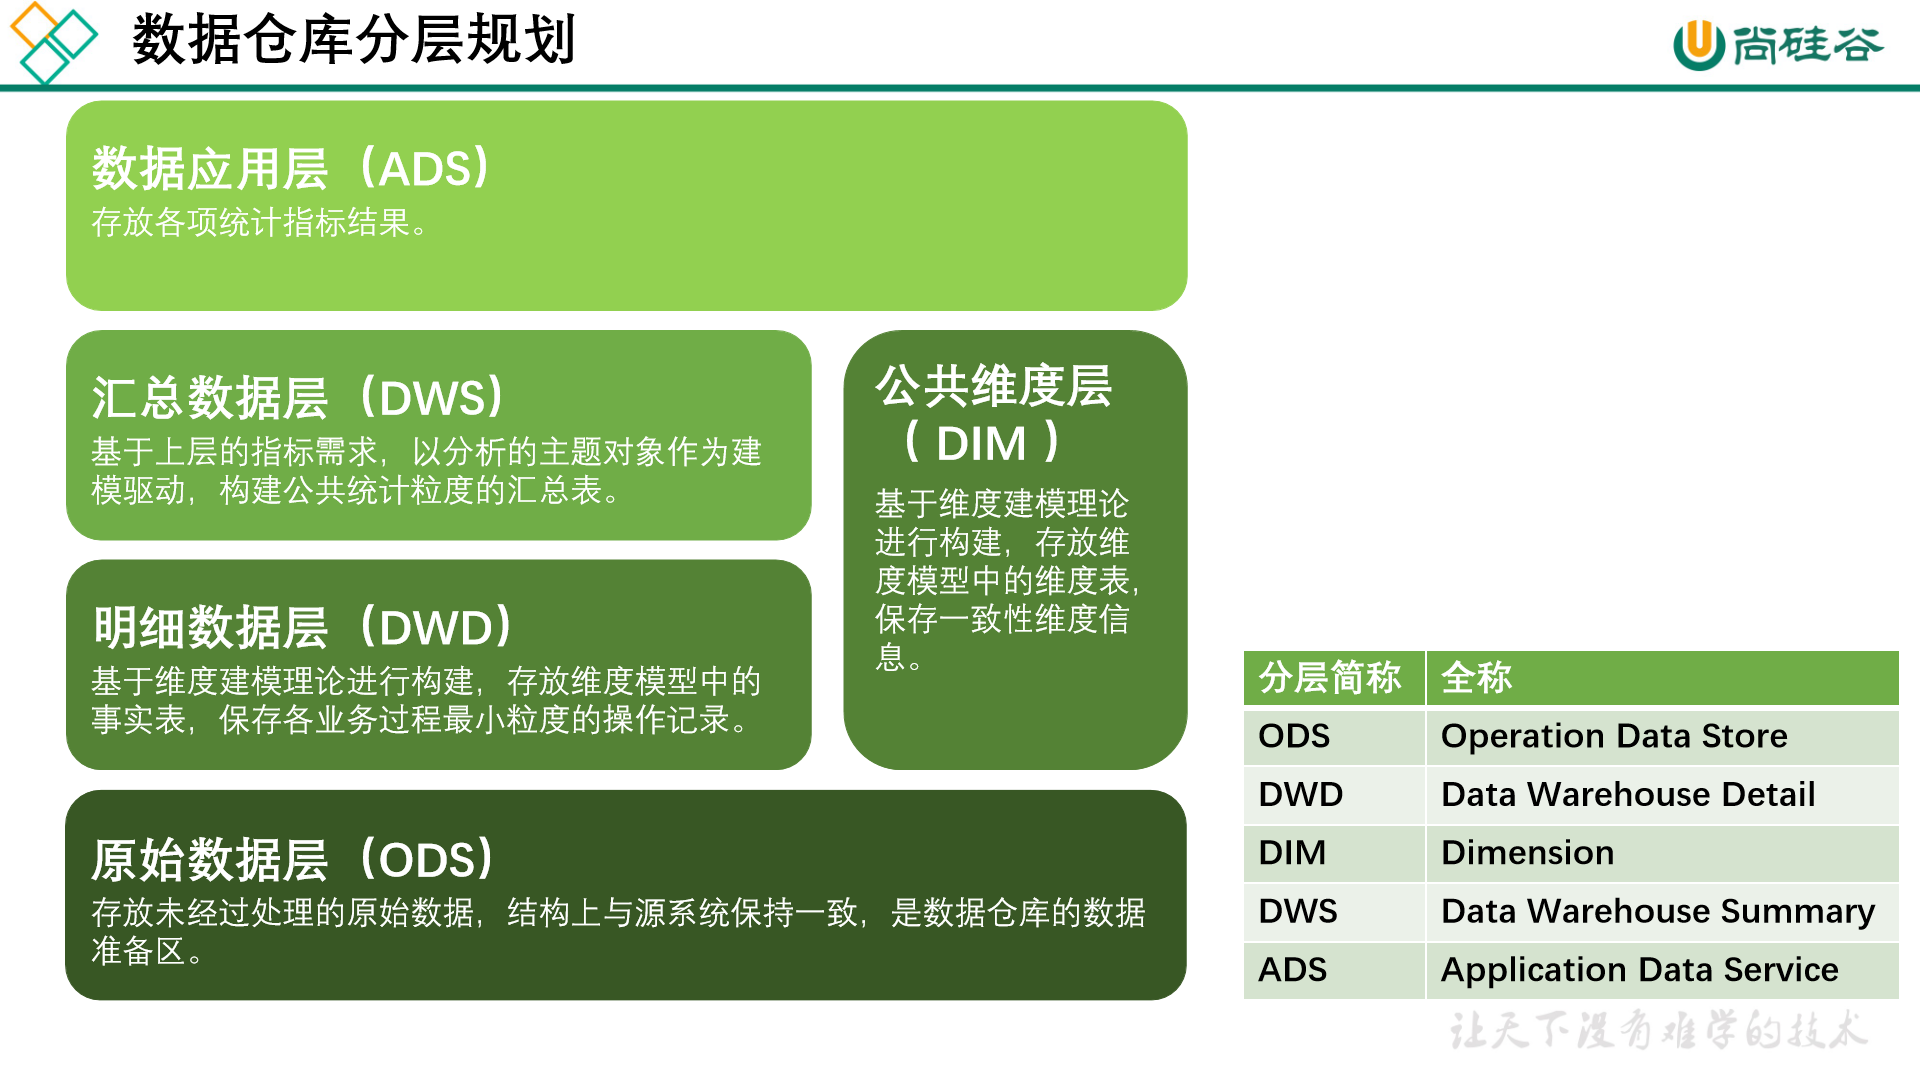 数据仓库分层规划
尚硅谷
数据应用层（ADS）
存放各项统计指标结果。
汇总数据层（DWS）
基于上层的指标需求，以分析的主题对象作为建
模驱动，构建公共统计粒度的汇总表。
公共维度层
（DIM）
基于维度建模理论
进行构建，存放维
度模型中的维度表，
保存一致性维度信
息。
明细数据层（DWD）
基于维度建模理论进行构建，存放维度模型中的
事实表，保存各业务过程最小粒度的操作记录。
原始数据层（ODS）
存放未经过处理的原始数据，结构上与源系统保持一致，是数据仓库的数据
准备区。
分层简称 全称
ODS Operation Data Store
DWD Data Warehouse Detail
DIM Dimension
DWS Data Warehouse Summary
ADS Application Data Service
让天下没有难学的技术